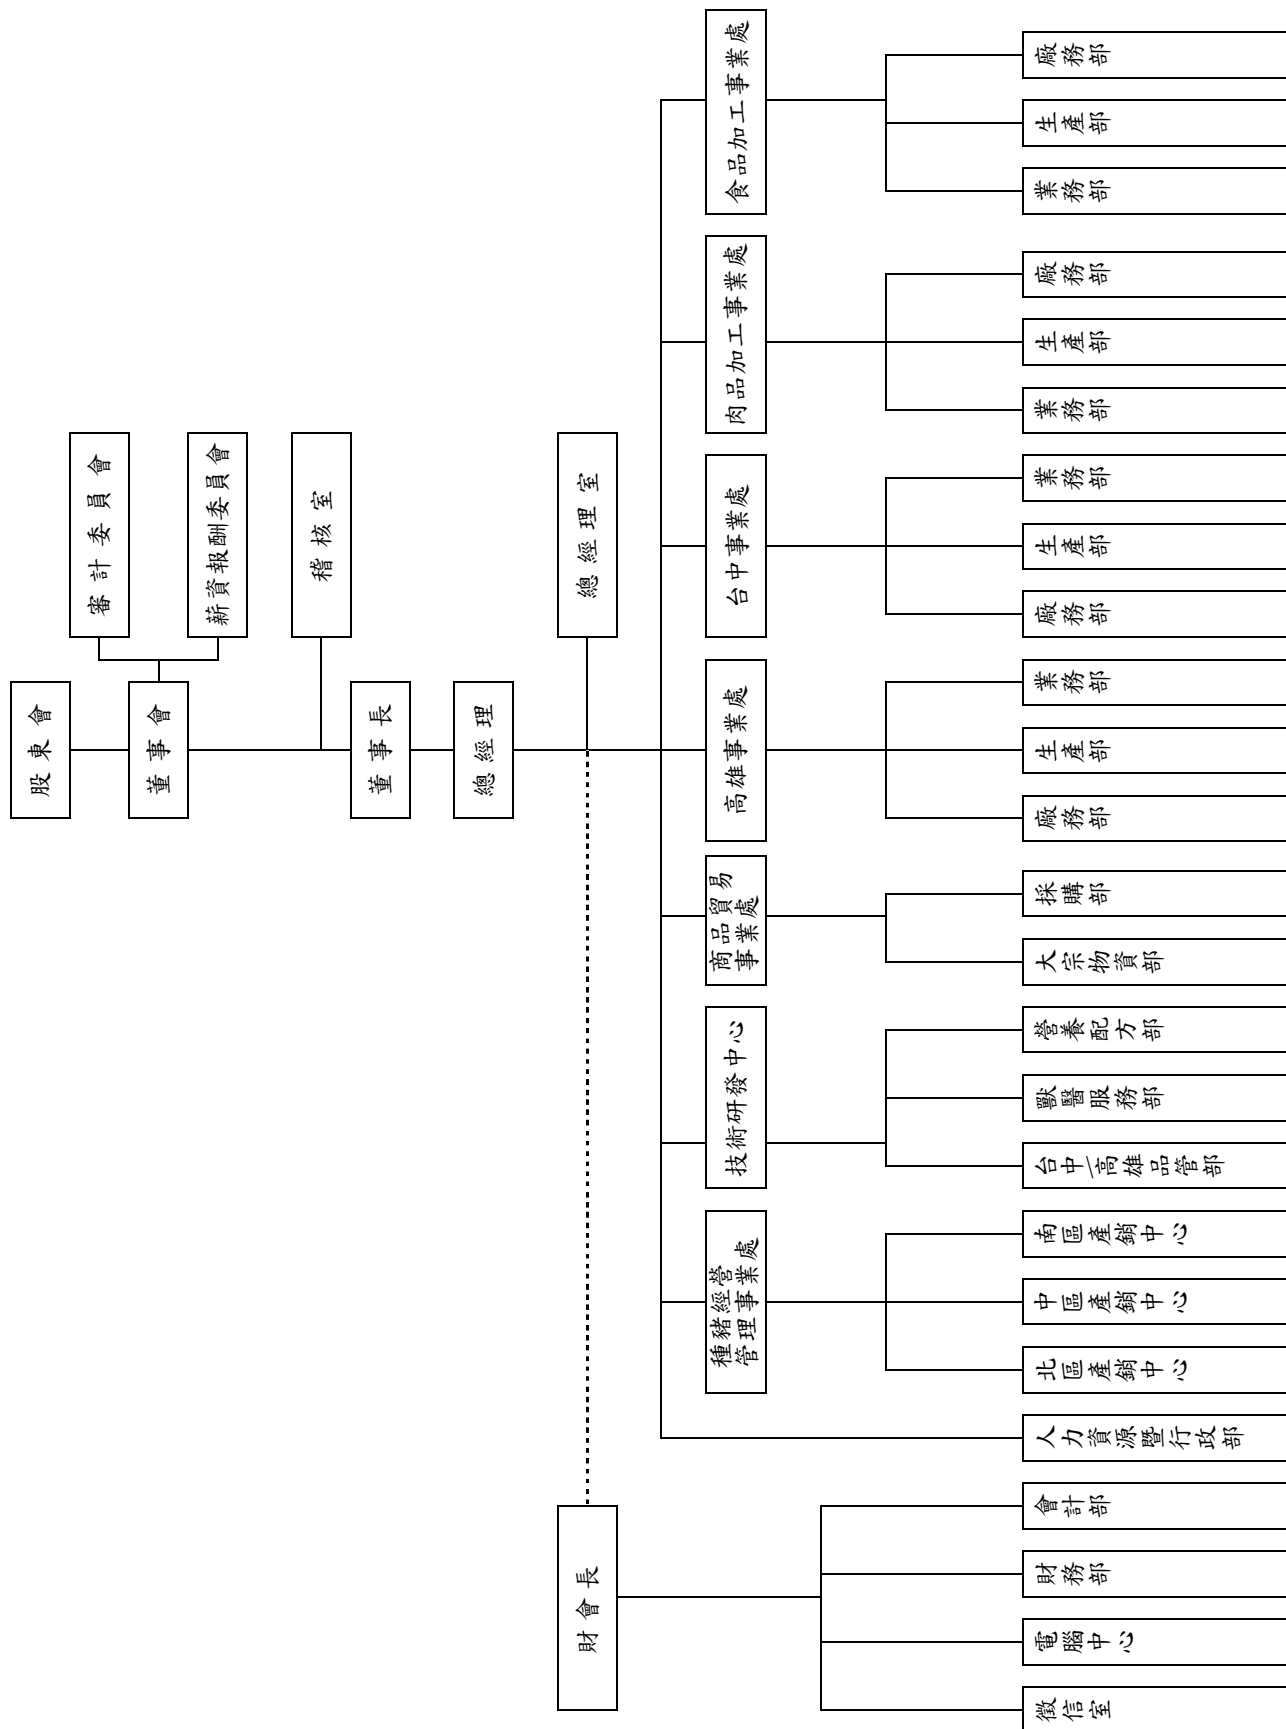 股東會
董事會
審計委員會
薪資報酬委員會
稽核室
董事長
總經理
總經理室
財會長
徵信室
電腦中心
財務部
會計部
人力資源暨行政部
種豬經營
管理事業處
北區產銷中心
中區產銷中心
南區產銷中心
技術研發中心
台中/高雄品管部
獸醫服務部
營養配方部
商品貿易
事業處
大宗物資部
採購部
高雄事業處
廠務部
生產部
業務部
台中事業處
廠務部
生產部
業務部
肉品加工事業處
業務部
生產部
廠務部
食品加工事業處
業務部
生產部
廠務部